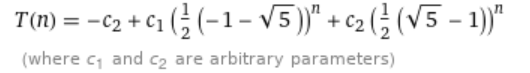 T(n) = -c₂ + c₁ (1/2 (-1 - √5))ⁿ + c₂ (1/2 (√5 - 1))ⁿ
(where c₁ and c₂ are arbitrary parameters)